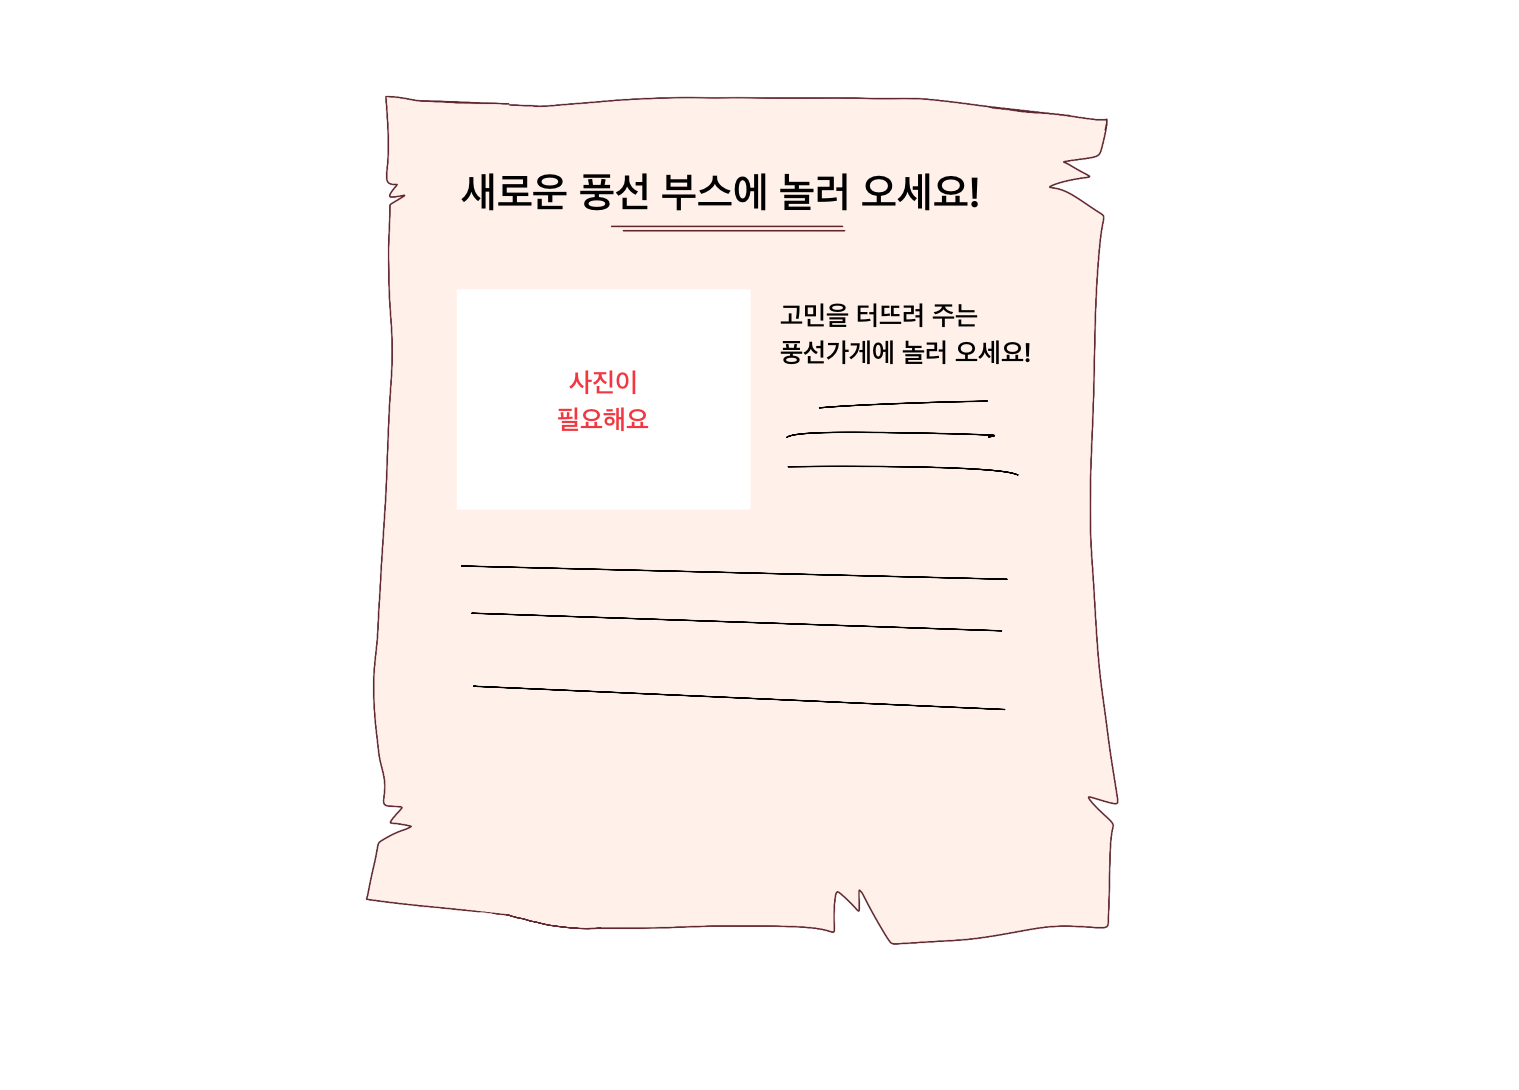 새로운 풍선 부스에 놀러 오세요!
사진이
필요해요
고민을 터뜨려 주는
풍선가게에 놀러 오세요!